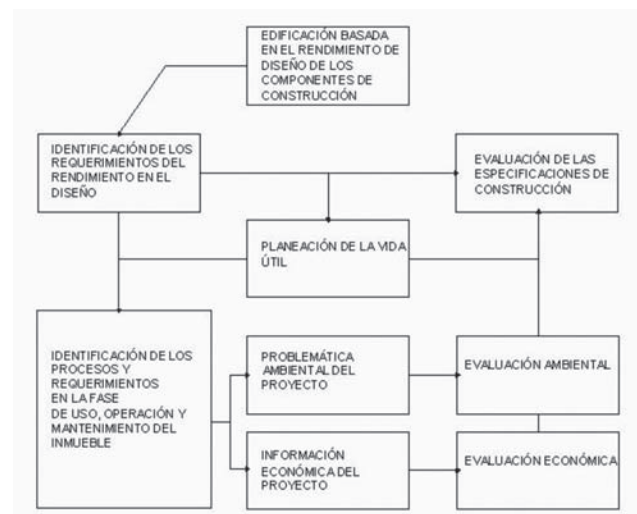 EDIFICACIÓN BASADA
EN EL RENDIMIENTO DE
DISEÑO DE LOS
COMPONENTES DE
CONSTRUCCIÓN
IDENTIFICACIÓN DE LOS
REQUERIMIENTOS DEL
RENDIMIENTO EN EL
DISEÑO
EVALUACIÓN DE LAS
ESPECIFICACIONES DE
CONSTRUCCIÓN
PLANEACIÓN DE LA VIDA
ÚTIL
IDENTIFICACIÓN DE LOS
PROCESOS Y
REQUERIMIENTOS
EN LA FASE
DE USO, OPERACIÓN Y
MANTENIMIENTO DEL
INMUEBLE
PROBLEMÁTICA
AMBIENTAL DEL
PROYECTO
EVALUACIÓN AMBIENTAL
INFORMACIÓN
ECONÓMICA DEL
PROYECTO
EVALUACIÓN ECONÓMICA